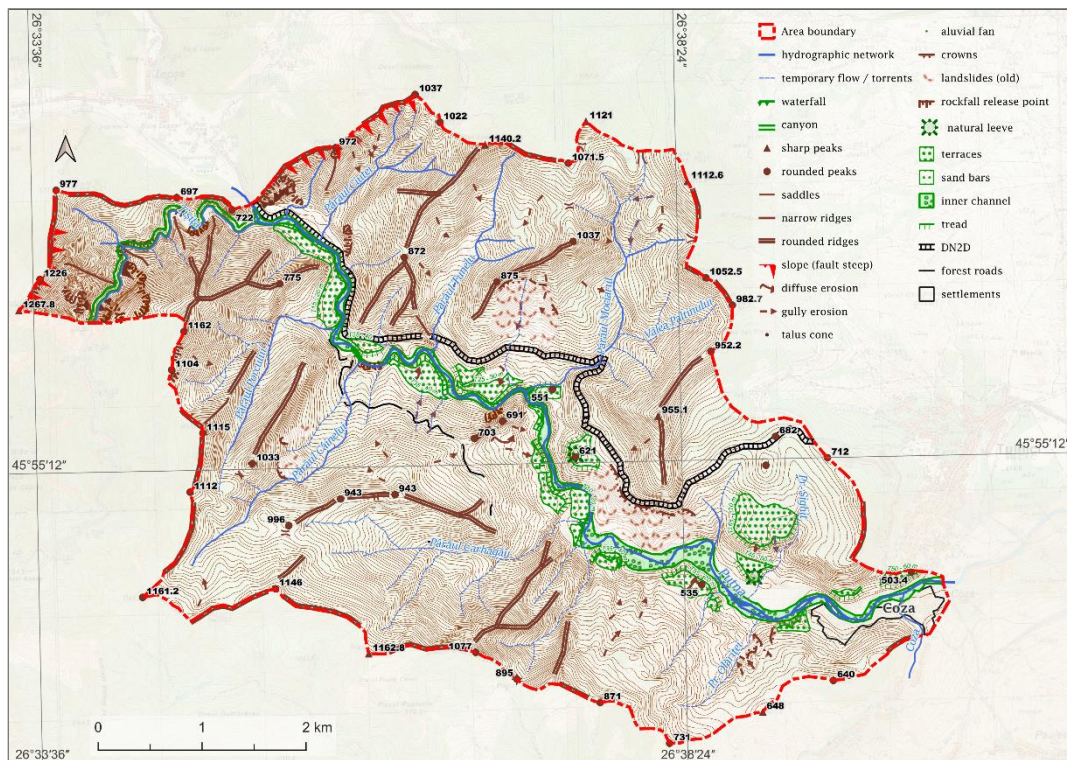 26°33'36"
26°38'24"
Area boundary
hydrographic network
temporary flow / torrents
waterfall
canyon
sharp peaks
rounded peaks
saddles
narrow ridges
rounded ridges
slope (fault steep)
diffuse erosion
gully erosion
talus cone
aluvial fan
crowns
landslides (old)
rockfall release point
natural leeve
terraces
sand bars
inner channel
tread
DN2D
forest roads
settlements
1037
1022
1121
1140.2
972
1071.5
1112.6
977
697
722
1037
872
875
775
1226
1267.8
1052.5
982.7
Valea Palțimului
1162
952.2
1104
551
955.1
691
1115
703
682
712
621
1033
45°55'12"
45°55'12"
1112
943
943
996
Pârâul Carhagău
Putna
535
503.4
Coza
Coza
1146
1161.2
1162.8
1077
895
871
640
648
731
0
1
2 km
26°33'36"
26°38'24"